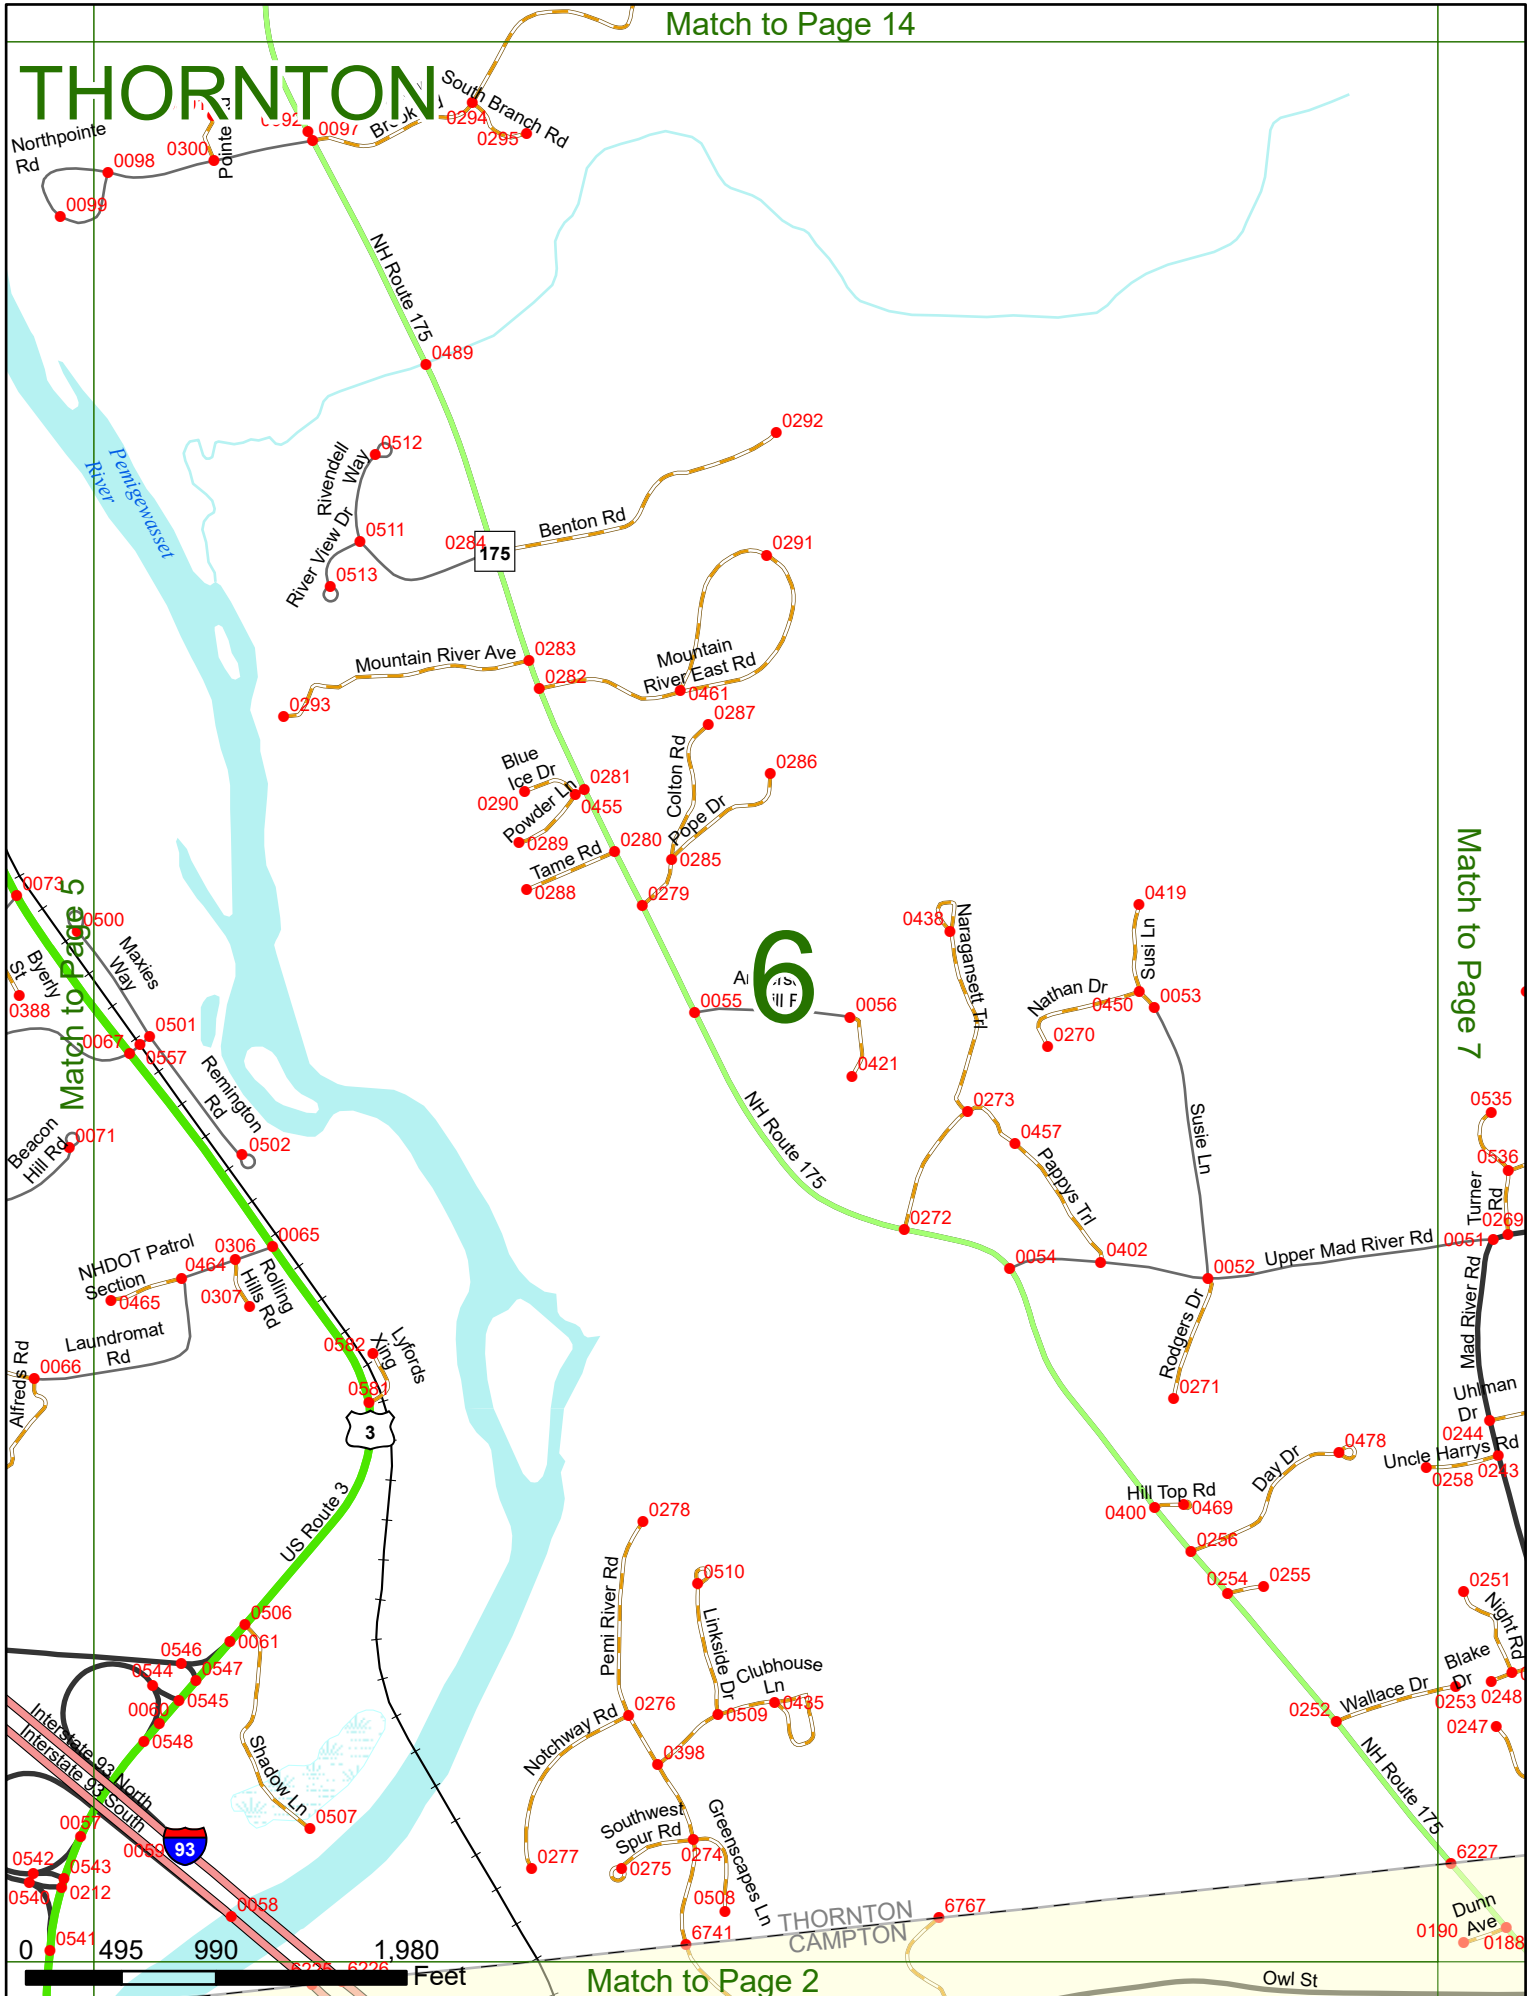 Match to Page 14
THORNTON
Northpointe
Rd
0098
0099
0300
0097
South Branch Rd
0294
0295
NH Route 175
0489
Pemigewasset
River
Rivendell
Way
0512
0511
River View Dr
0513
0284
175
Benton Rd
0292
0291
Mountain River Ave
0283
0282
0293
Mountain
River East Rd
0461
0287
Colton Rd
0286
Pope Dr
0285
Blue
Ice Dr
0290
0281
0455
Powder Ln
0289
0280
Tame Rd
0288
0279
Match to Page 5
0073
0500
Maxies
Way
Byerly
St
0388
0501
0067
0557
Remington
Rd
0502
Beacon
Hill Rd
0071
6
0055
0056
0421
NH Route 175
0438
Naragansett Trl
0273
0457
Pappys Trl
0272
0054
0402
0419
Susi Ln
Nathan Dr
0450
0053
0270
Susie Ln
0052
Upper Mad River Rd
Rodgers Dr
0271
Match to Page 7
0535
0536
Turner
Rd
0269
0051
Mad River Rd
Uhlman
Dr
0244
Uncle Harrys Rd
0258
0243
NHDOT Patrol
Section
0464
0306
0065
0465
0307
Rolling
Hills Rd
Laundromat
Rd
0066
Alfreds Rd
0582
Lyfords
Xing
0581
3
US Route 3
0478
Day Dr
Hill Top Rd
0400
0469
0256
0254
0255
0278
Pemi River Rd
0510
Linkside Dr
Clubhouse
Ln
0435
0509
0276
Notchway Rd
0398
0277
Southwest
Spur Rd
0275
0274
Greenscapes Ln
0508
6741
0251
Night Rd
Blake
Dr
Wallace Dr
0252
0253
0248
0247
NH Route 175
6227
Dunn
Ave
0190
0188
0506
0061
0546
0544
0547
0545
0060
0548
Shadow Ln
0507
Interstate 93 North
Interstate 93 South
93
0057
0059
0058
0542
0543
0540
0212
0541
THORNTON
CAMPTON
6767
0 495 990 1,980
Feet
6226
Match to Page 2
Owl St